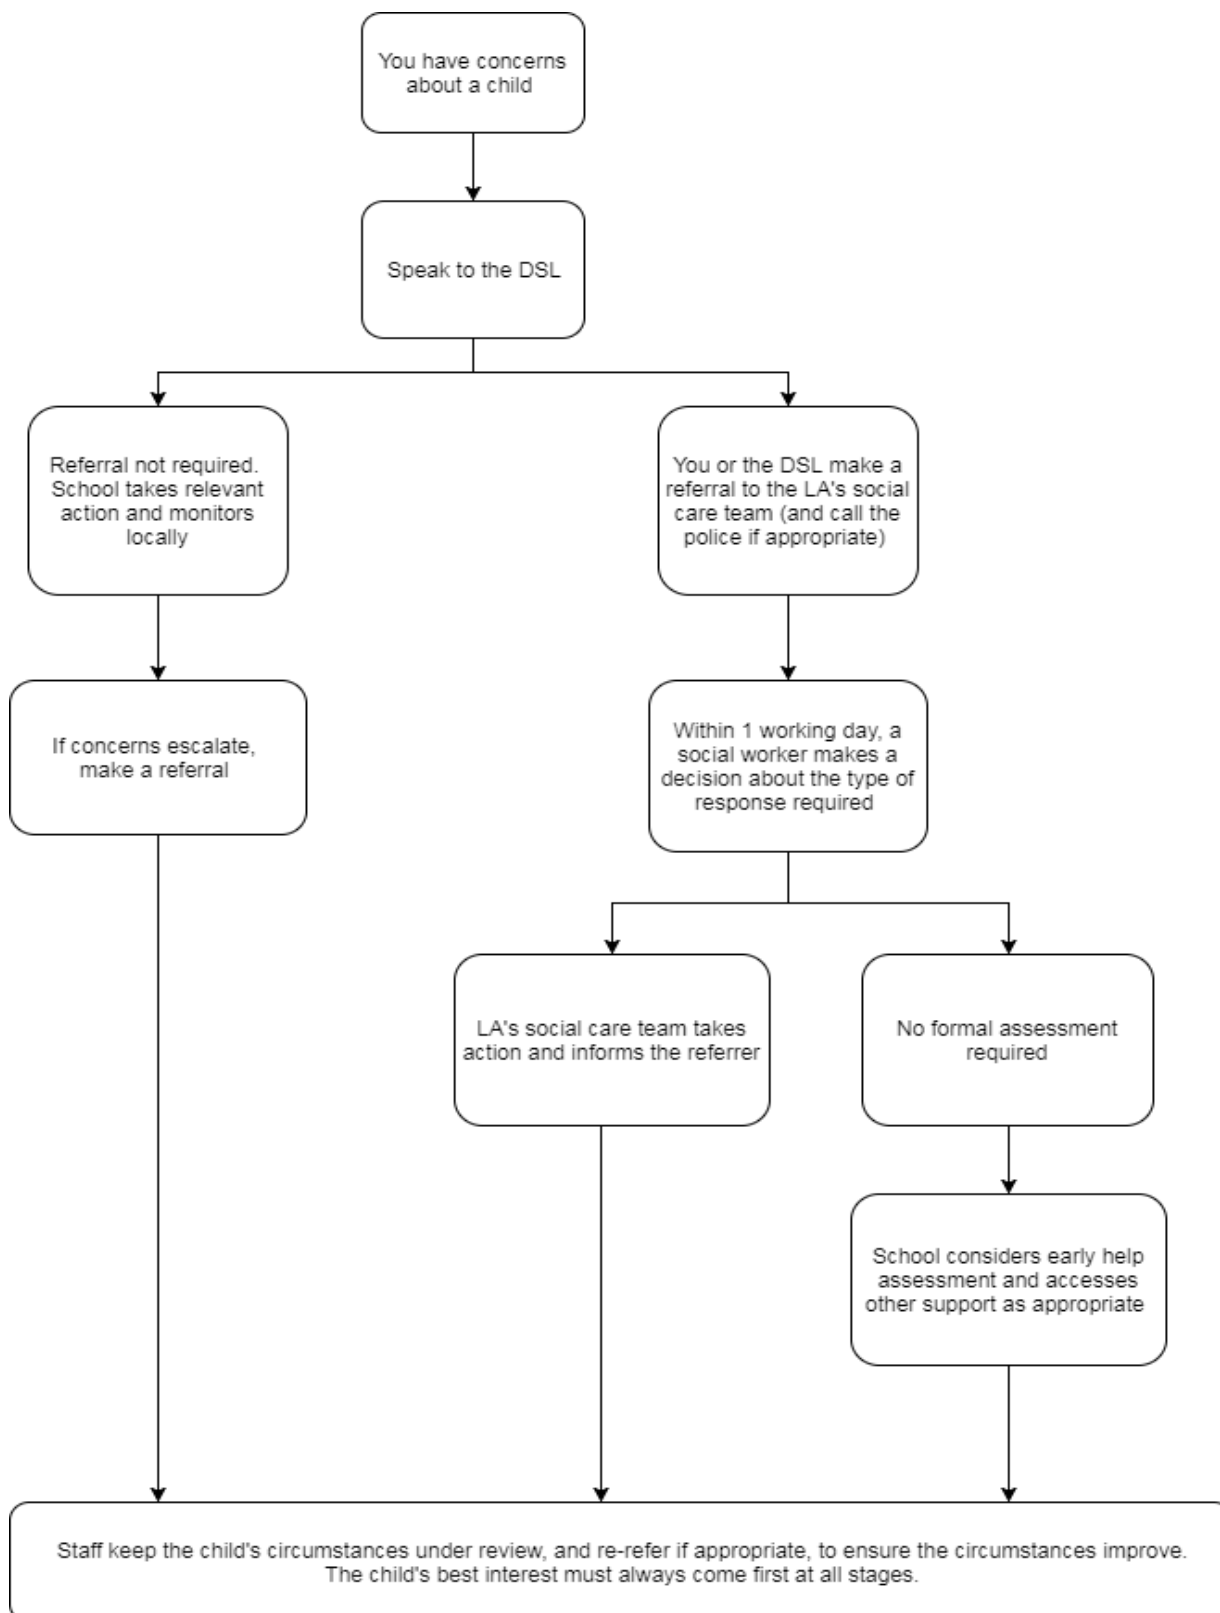 You have concerns
about a child
Speak to the DSL
Referral not required.
School takes relevant
action and monitors
locally
You or the DSL make a
referral to the LA's social
care team (and call the
police if appropriate)
If concerns escalate,
make a referral
Within 1 working day, a
social worker makes a
decision about the type of
response required
LA's social care team takes
action and informs the referrer
No formal assessment
required
School considers early help
assessment and accesses
other support as appropriate
Staff keep the child's circumstances under review, and re-refer if appropriate, to ensure the circumstances improve.
The child's best interest must always come first at all stages.